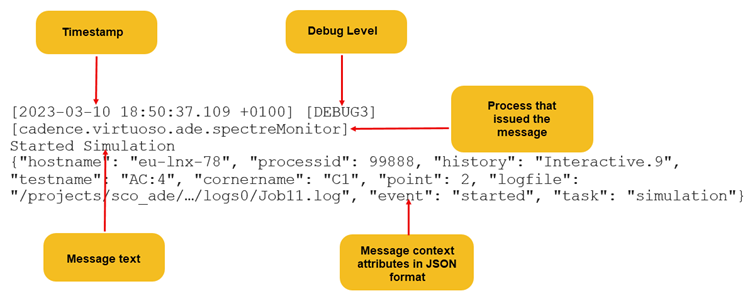 Timestamp
Debug Level
[2023-03-10 18:50:37.109 +0100] [DEBUG3]
[cadence.virtuoso.ade.spectreMonitor]
Process that
issued the
message
Started Simulation
{"hostname": "eu-lnx-78", "processid": 99888, "history": "Interactive.9",
"testname": "AC:4", "cornername": "C1", "point": 2, "logfile":
"/projects/sco_ade/…/logs0/Job11.log", "event": "started", "task": "simulation"}
Message text
Message context
attributes in JSON
format